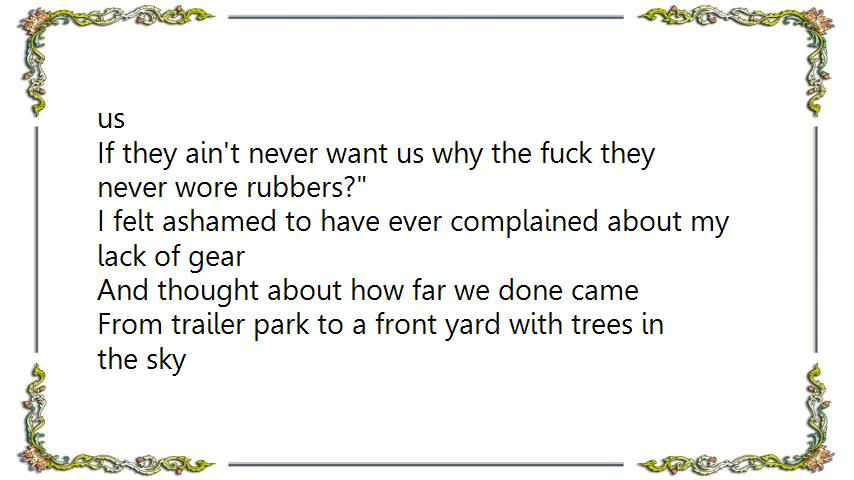 us
If they ain't never want us why the fuck they
never wore rubbers?"
I felt ashamed to have ever complained about my
lack of gear
And thought about how far we done came
From trailer park to a front yard with trees in
the sky